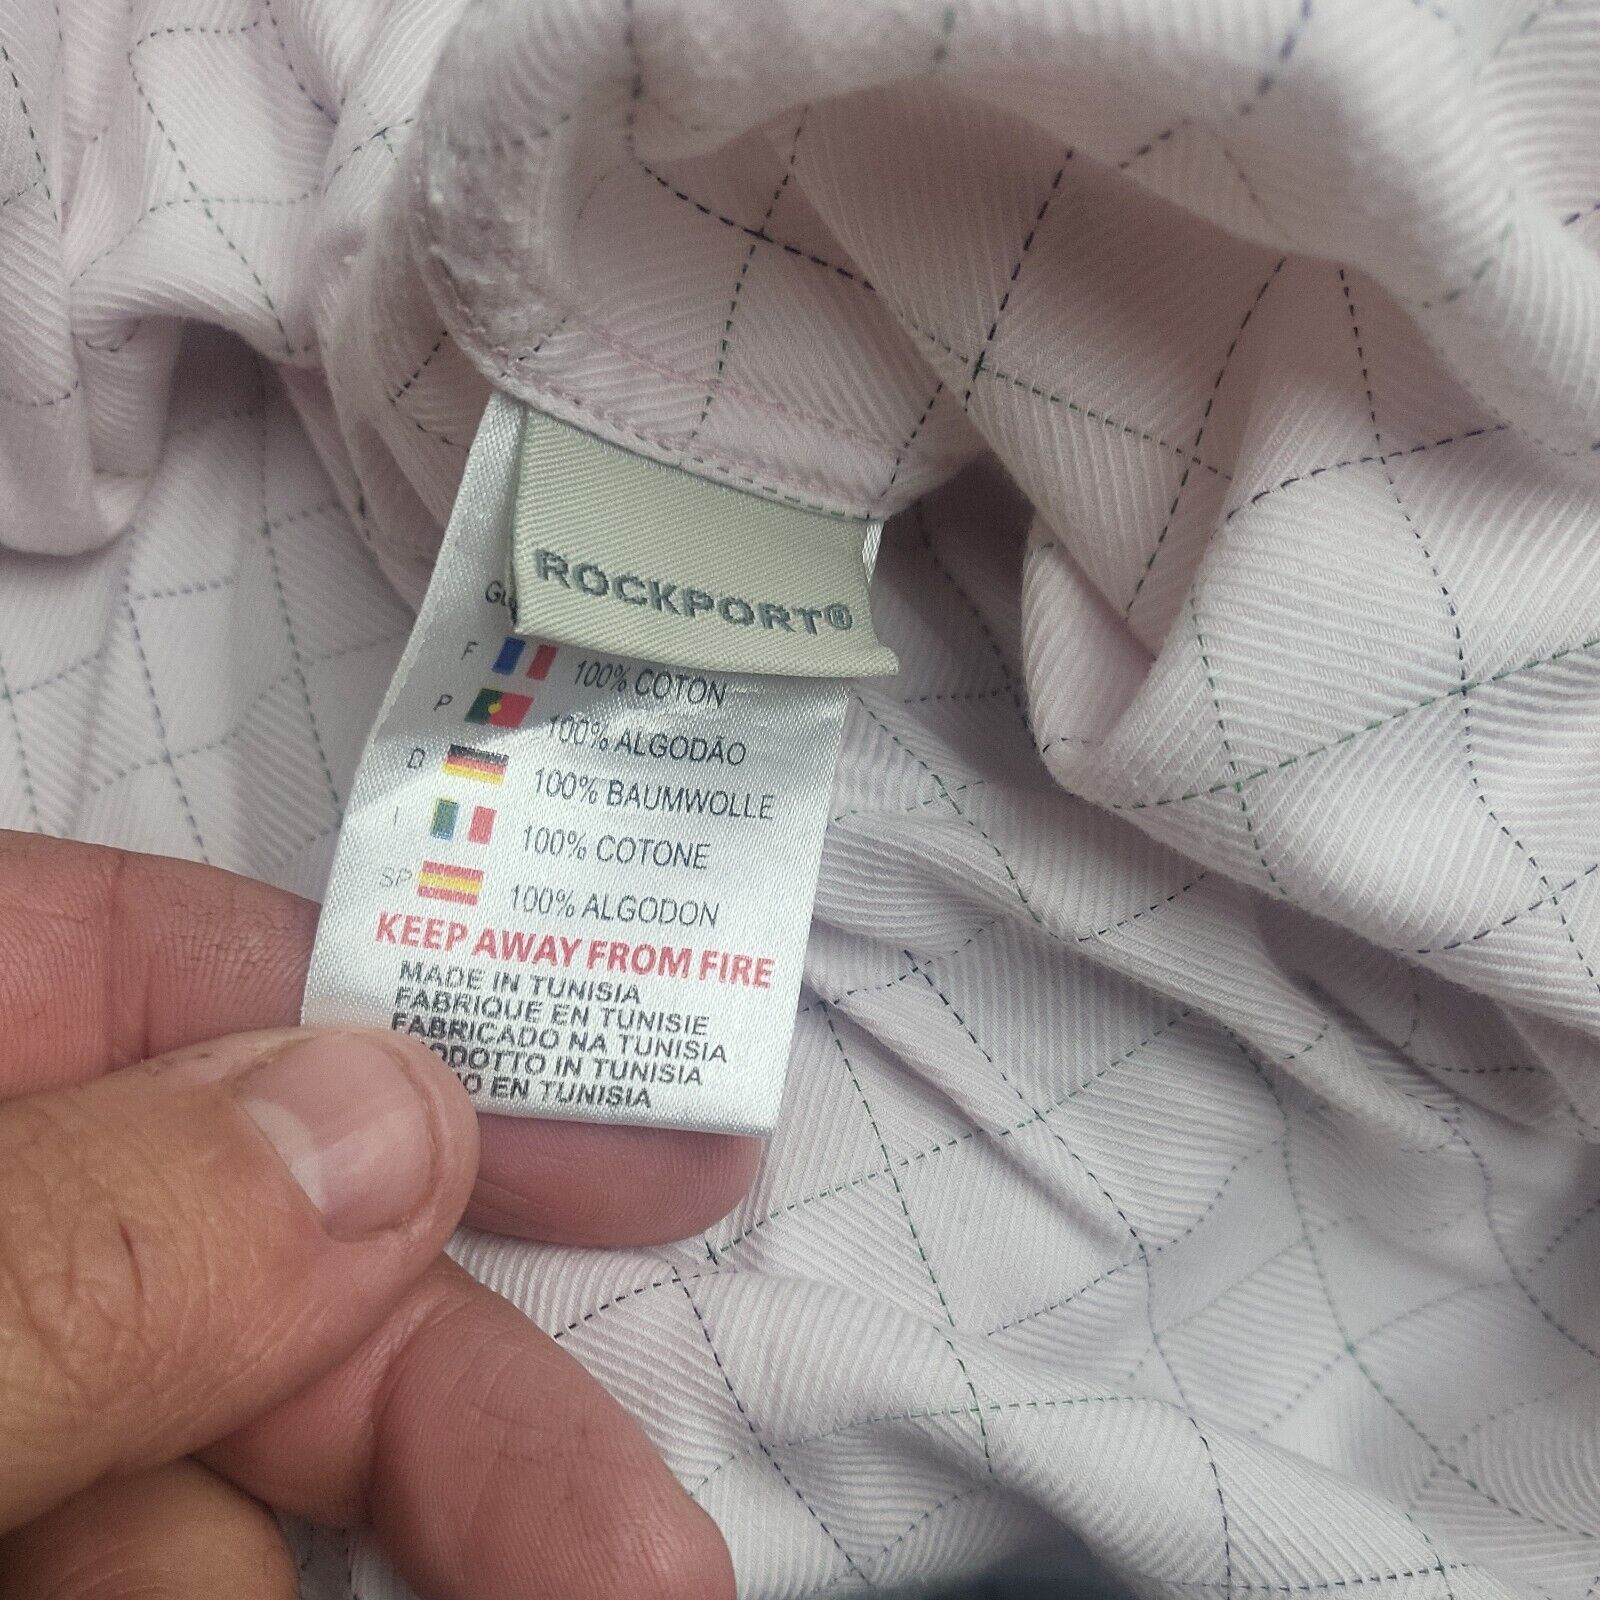 ROCKPORT®
F 100% COTON
P 100% ALGODÃO
D 100% BAUMWOLLE
I 100% COTONE
SP 100% ALGODON
KEEP AWAY FROM FIRE
MADE IN TUNISIA
FABRIQUE EN TUNISIE
FABRICADO NA TUNISIA
IN TUNISIA
EN TUNISIA